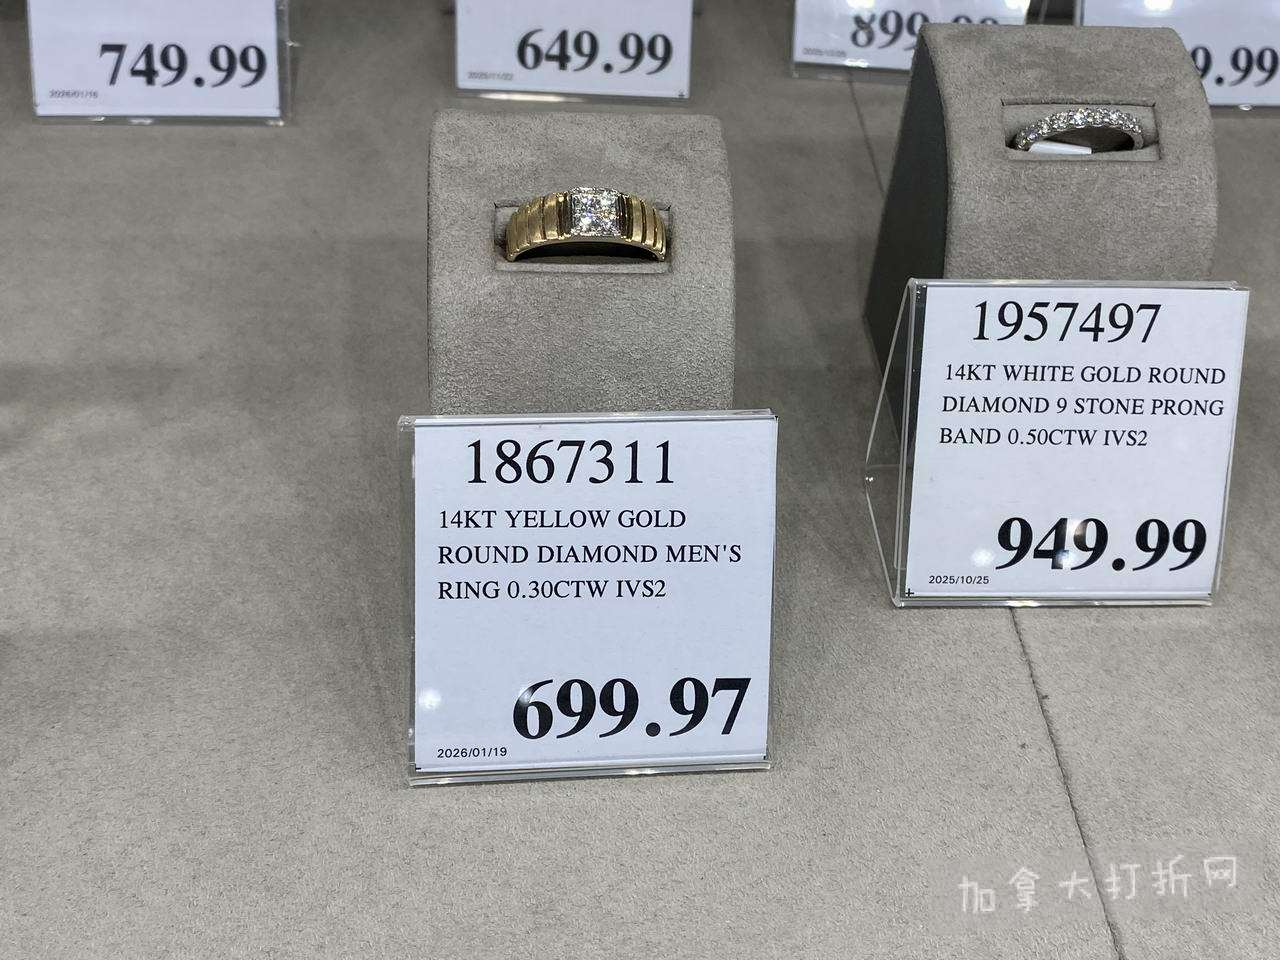 749.99
2026/01/16
649.99
2025/11/22
9.99
1867311
14KT YELLOW GOLD
ROUND DIAMOND MEN'S
RING 0.30CTW IVS2
699.97
2026/01/19
1957497
14KT WHITE GOLD ROUND
DIAMOND 9 STONE PRONG
BAND 0.50CTW IVS2
949.99
2025/10/25
加拿大打折网